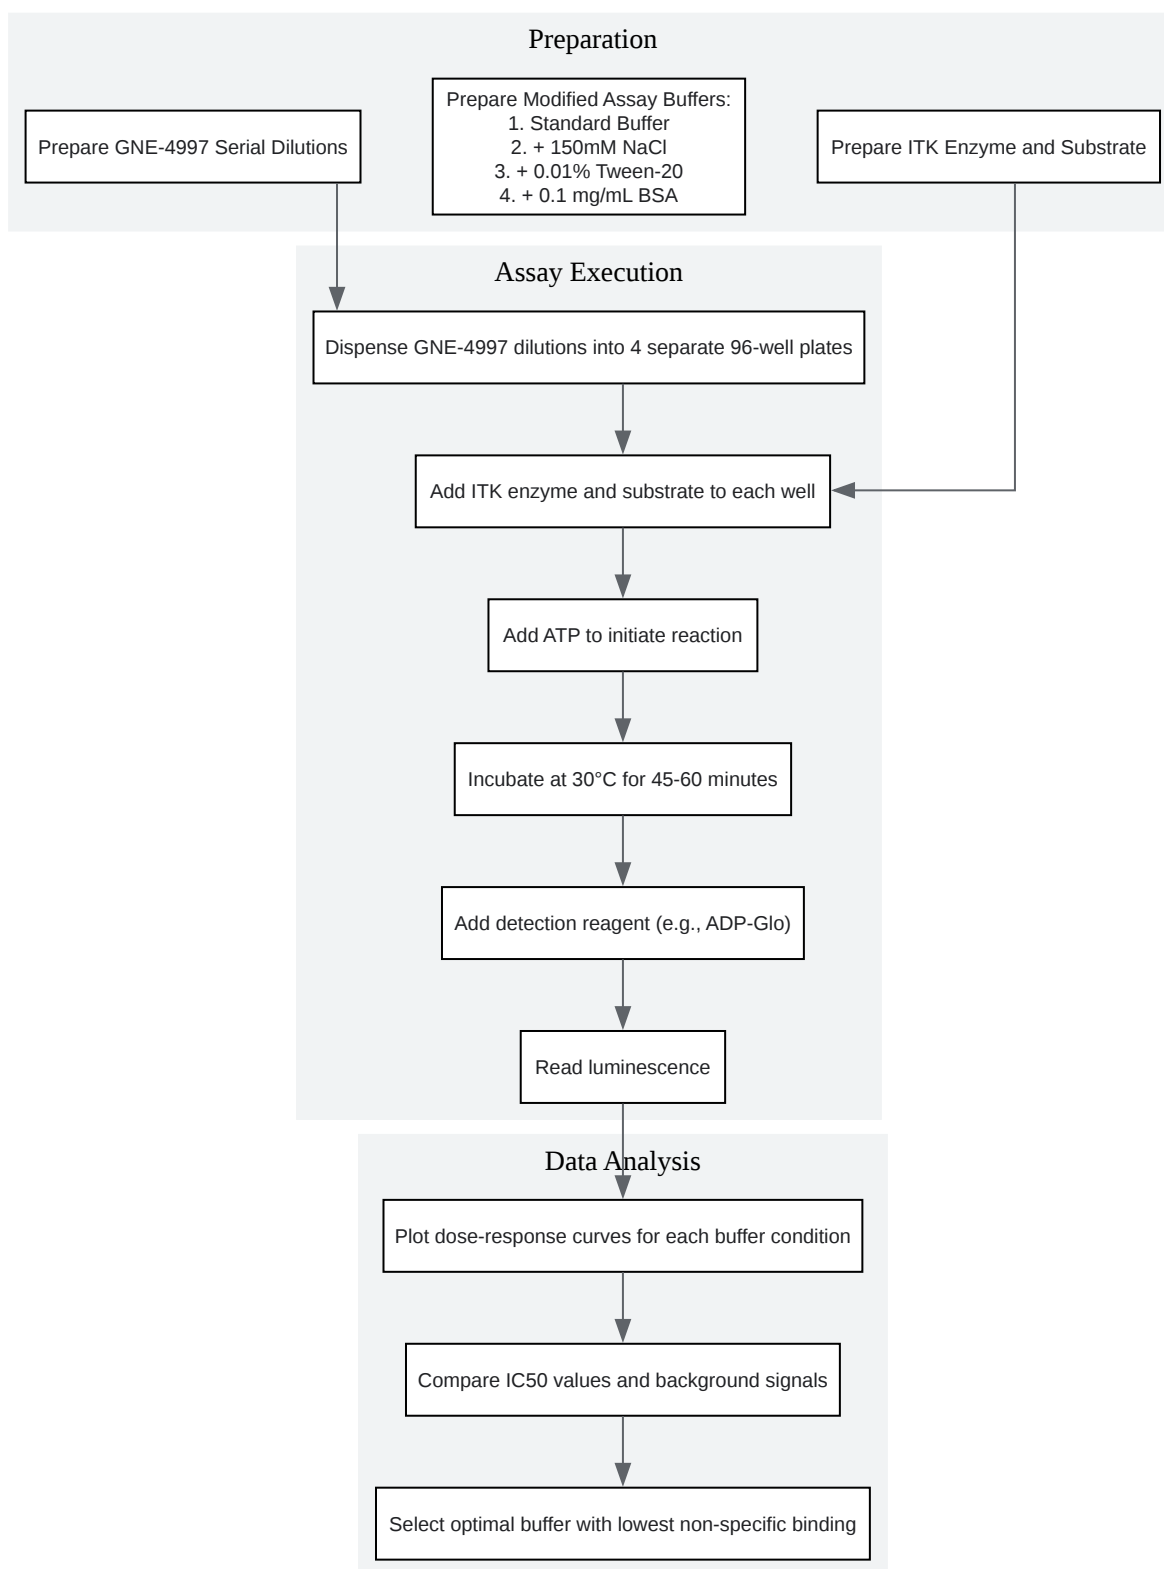 Preparation
Prepare GNE-4997 Serial Dilutions
Prepare Modified Assay Buffers:
1. Standard Buffer
2. + 150mM NaCl
3. + 0.01% Tween-20
4. + 0.1 mg/mL BSA
Prepare ITK Enzyme and Substrate
Assay Execution
Dispense GNE-4997 dilutions into 4 separate 96-well plates
Add ITK enzyme and substrate to each well
Add ATP to initiate reaction
Incubate at 30°C for 45-60 minutes
Add detection reagent (e.g., ADP-Glo)
Read luminescence
Data Analysis
Plot dose-response curves for each buffer condition
Compare IC50 values and background signals
Select optimal buffer with lowest non-specific binding